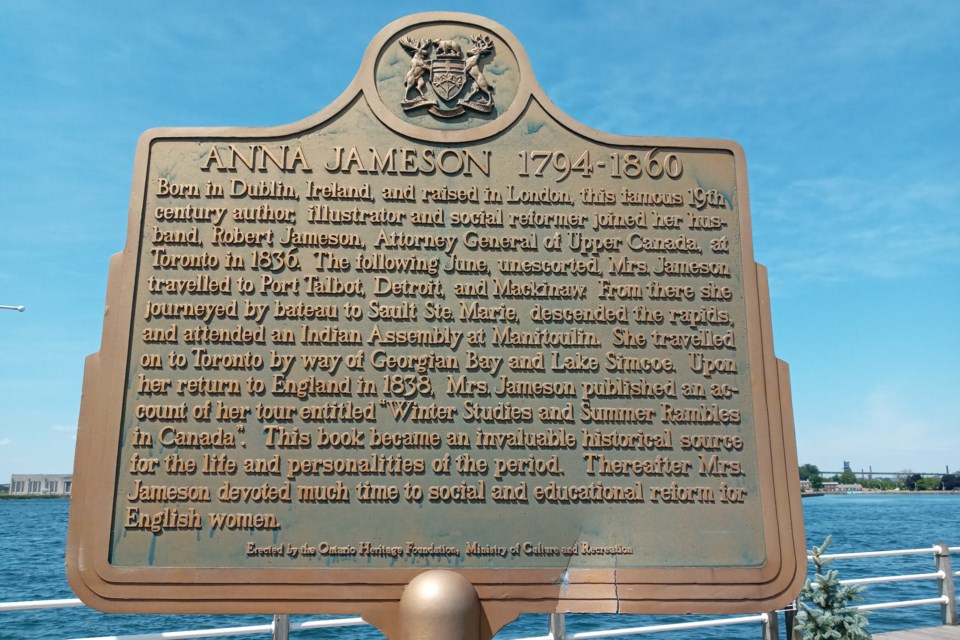 ANNA JAMESON 1794-1860
Born in Dublin, Ireland, and raised in London, this famous 19th
century author, illustrator and social reformer joined her hus-
band, Robert Jameson, Attorney General of Upper Canada, at
Toronto in 1836. The following June, unescorted, Mrs. Jameson
travelled to Port Talbot, Detroit, and Mackinaw. From there she
journeyed by bateau to Sault Ste. Marie, descended the rapids,
and attended an Indian Assembly at Manitoulin. She travelled
on to Toronto by way of Georgian Bay and Lake Simcoe. Upon
her return to England in 1838, Mrs. Jameson published an ac-
count of her tour entitled "Winter Studies and Summer Rambles
in Canada". This book became an invaluable historical source
for the life and personalities of the period. Thereafter Mrs.
Jameson devoted much time to social and educational reform for
English women.
Erected by the Ontario Heritage Foundation, Ministry of Culture and Recreation